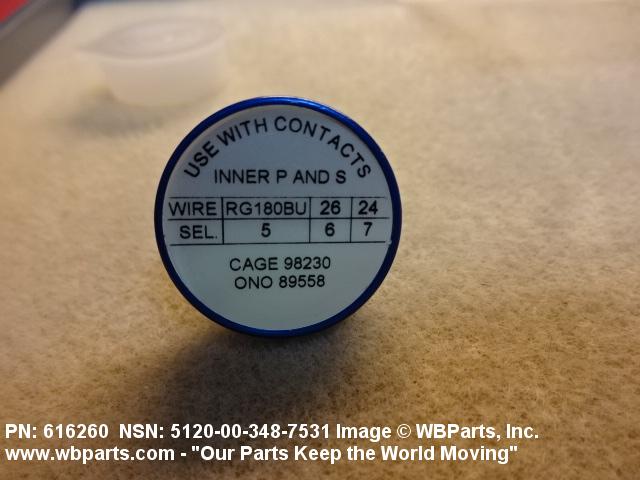 USE WITH CONTACTS
INNER P AND S
WIRE RG180BU 26 24
SEL. 5 6 7
CAGE 98230
ONO 89558
PN: 616260 NSN: 5120-00-348-7531 Image © WBParts, Inc.
www.wbparts.com - "Our Parts Keep the World Moving"